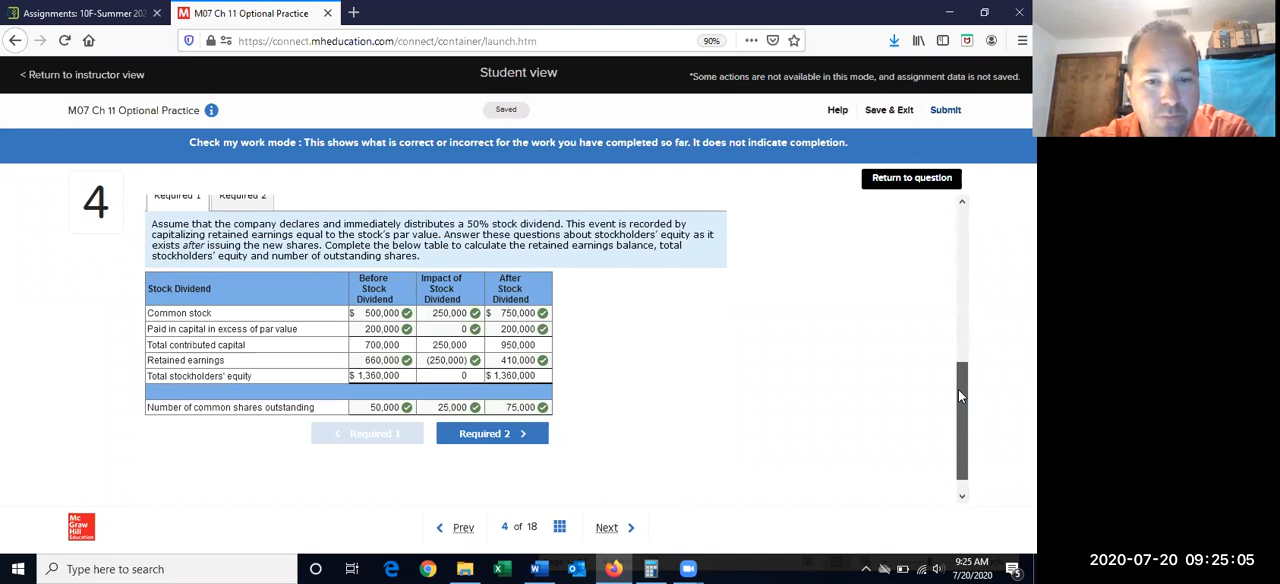 Assignments: 10F-Summer 202
M07 Ch 11 Optional Practice
https://connect.mheducation.com/connect/container/launch.htm
90%
< Return to instructor view
Student view
*Some actions are not available in this mode, and assignment data is not saved.
M07 Ch 11 Optional Practice
Saved
Help
Save & Exit
Submit
Check my work mode : This shows what is correct or incorrect for the work you have completed so far. It does not indicate completion.
4
Return to question
Required 1
Required 2
Assume that the company declares and immediately distributes a 50% stock dividend. This event is recorded by
capitalizing retained earnings equal to the stock's par value. Answer these questions about stockholders' equity as it
exists after issuing the new shares. Complete the below table to calculate the retained earnings balance, total
stockholders' equity and number of outstanding shares.
Stock Dividend
Before Stock Dividend
Impact of Stock Dividend
After Stock Dividend
Common stock $ 500,000 250,000 $ 750,000
Paid in capital in excess of par value 200,000 0 200,000
Total contributed capital 700,000 250,000 950,000
Retained earnings 660,000 (250,000) 410,000
Total stockholders' equity $ 1,360,000 0 $ 1,360,000
Number of common shares outstanding 50,000 25,000 75,000
< Required 1
Required 2 >
Mc
Graw
Hill
Education
Prev
4 of 18
Next
Type here to search
9:25 AM
7/20/2020
5
2020-07-20 09:25:05